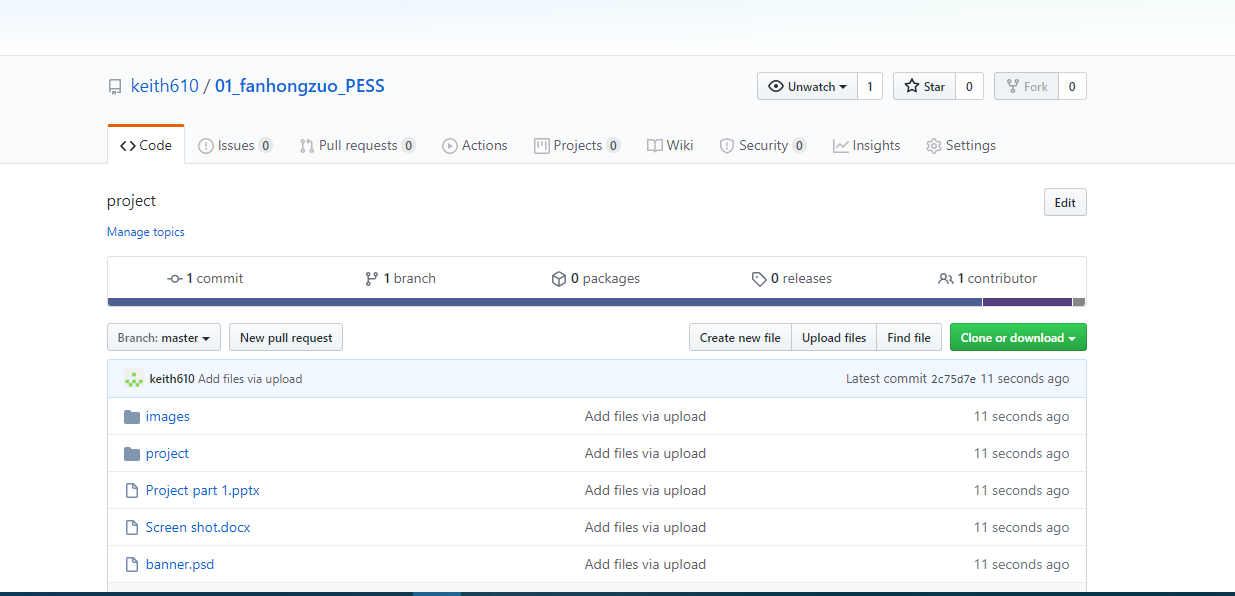 keith610 / 01_fanhongzuo_PESS
Unwatch 1 Star 0 Fork 0
Code Issues 0 Pull requests 0 Actions Projects 0 Wiki Security 0 Insights Settings
project
Edit
Manage topics
1 commit 1 branch 0 packages 0 releases 1 contributor
Branch: master New pull request Create new file Upload files Find file Clone or download
keith610 Add files via upload Latest commit 2c75d7e 11 seconds ago
images Add files via upload 11 seconds ago
project Add files via upload 11 seconds ago
Project part 1.pptx Add files via upload 11 seconds ago
Screen shot.docx Add files via upload 11 seconds ago
banner.psd Add files via upload 11 seconds ago